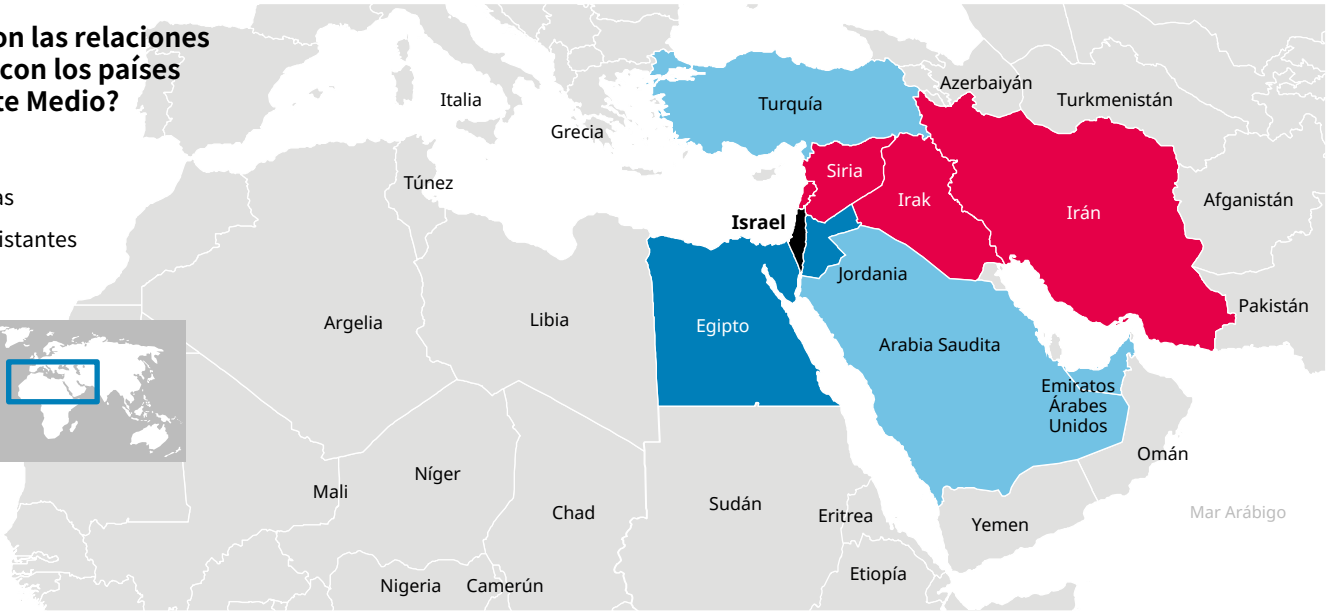 on las relaciones
con los países
te Medio?
as
istantes
Italia
Grecia
Turquía
Azerbaiyán
Turkmenistán
Túnez
Siria
Irak
Irán
Afganistán
Israel
Jordania
Argelia
Libia
Egipto
Arabia Saudita
Pakistán
Emiratos
Árabes
Unidos
Omán
Mali
Níger
Chad
Sudán
Eritrea
Yemen
Mar Arábigo
Nigeria
Camerún
Etiopía